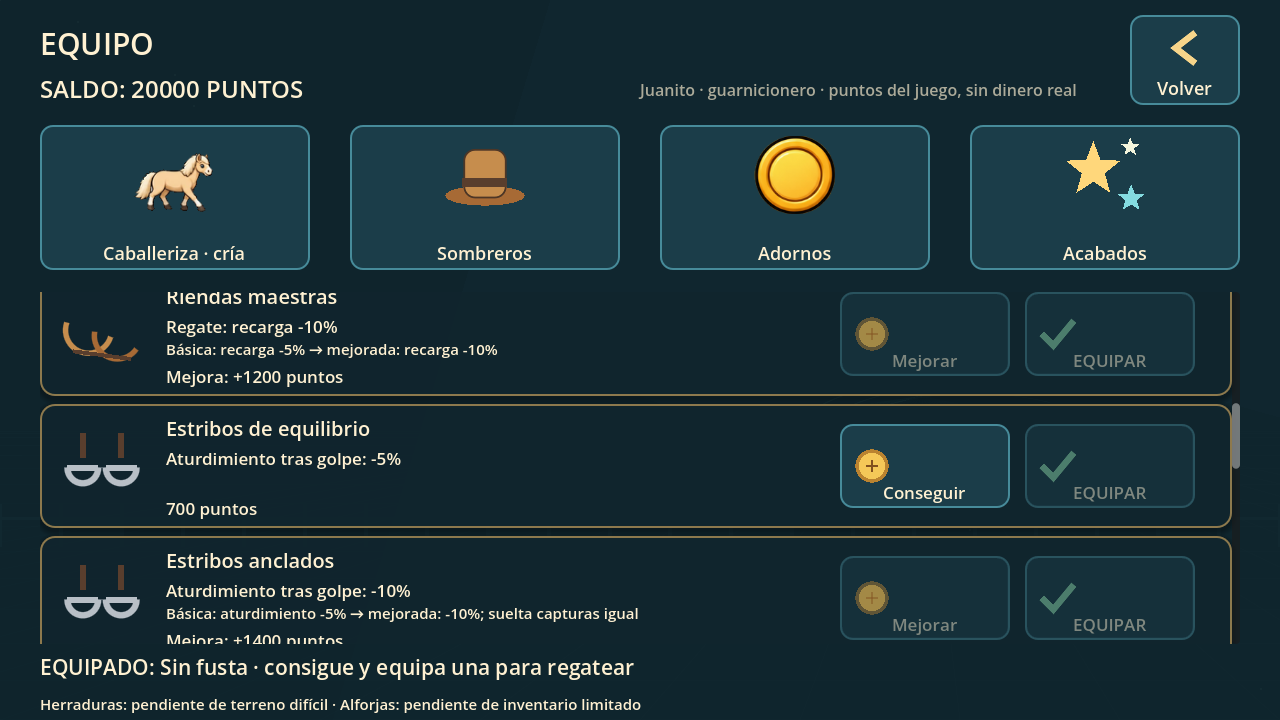 EQUIPO
SALDO: 20000 PUNTOS
Juanito · guarnicionero · puntos del juego, sin dinero real
Volver
Caballeriza · cría
Sombreros
Adornos
Acabados
Riendas maestras
Regate: recarga -10%
Básica: recarga -5% → mejorada: recarga -10%
Mejora: +1200 puntos
Mejorar
EQUIPAR
Estribos de equilibrio
Aturdimiento tras golpe: -5%
700 puntos
Conseguir
EQUIPAR
Estribos anclados
Aturdimiento tras golpe: -10%
Básica: aturdimiento -5% → mejorada: -10%; suelta capturas igual
Mejora: +1400 puntos
Mejorar
EQUIPAR
EQUIPADO: Sin fusta · consigue y equipa una para regatear
Herraduras: pendiente de terreno difícil · Alforjas: pendiente de inventario limitado